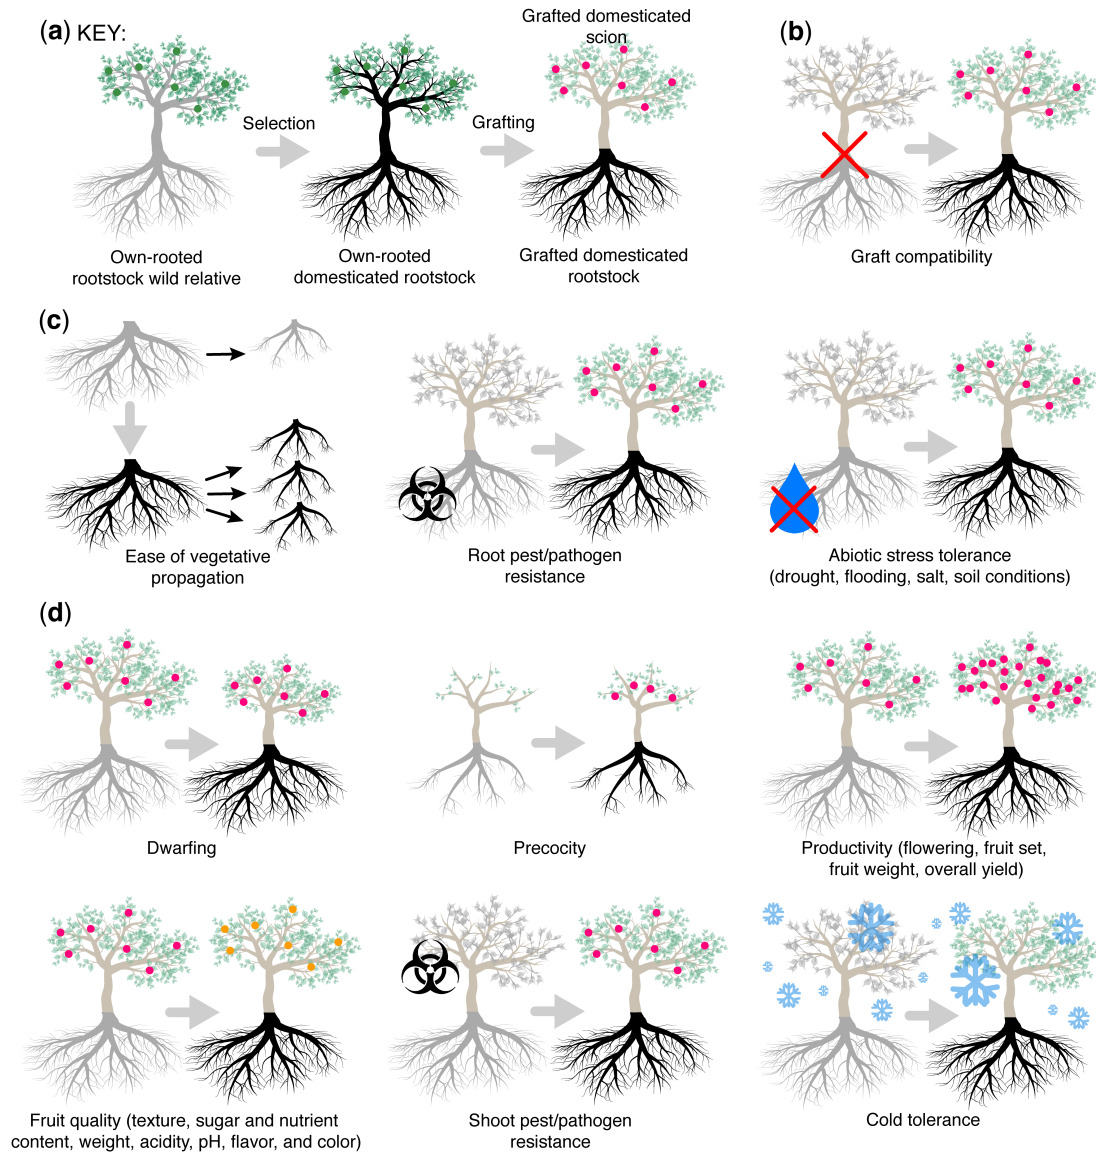 (a) KEY:
Grafted domesticated
scion
(b)
Selection
Grafting
Own-rooted
rootstock wild relative
Own-rooted
domesticated rootstock
Grafted domesticated
rootstock
Graft compatibility
(c)
Ease of vegetative
propagation
Root pest/pathogen
resistance
Abiotic stress tolerance
(drought, flooding, salt, soil conditions)
(d)
Dwarfing
Precocity
Productivity (flowering, fruit set,
fruit weight, overall yield)
Fruit quality (texture, sugar and nutrient
content, weight, acidity, pH, flavor, and color)
Shoot pest/pathogen
resistance
Cold tolerance